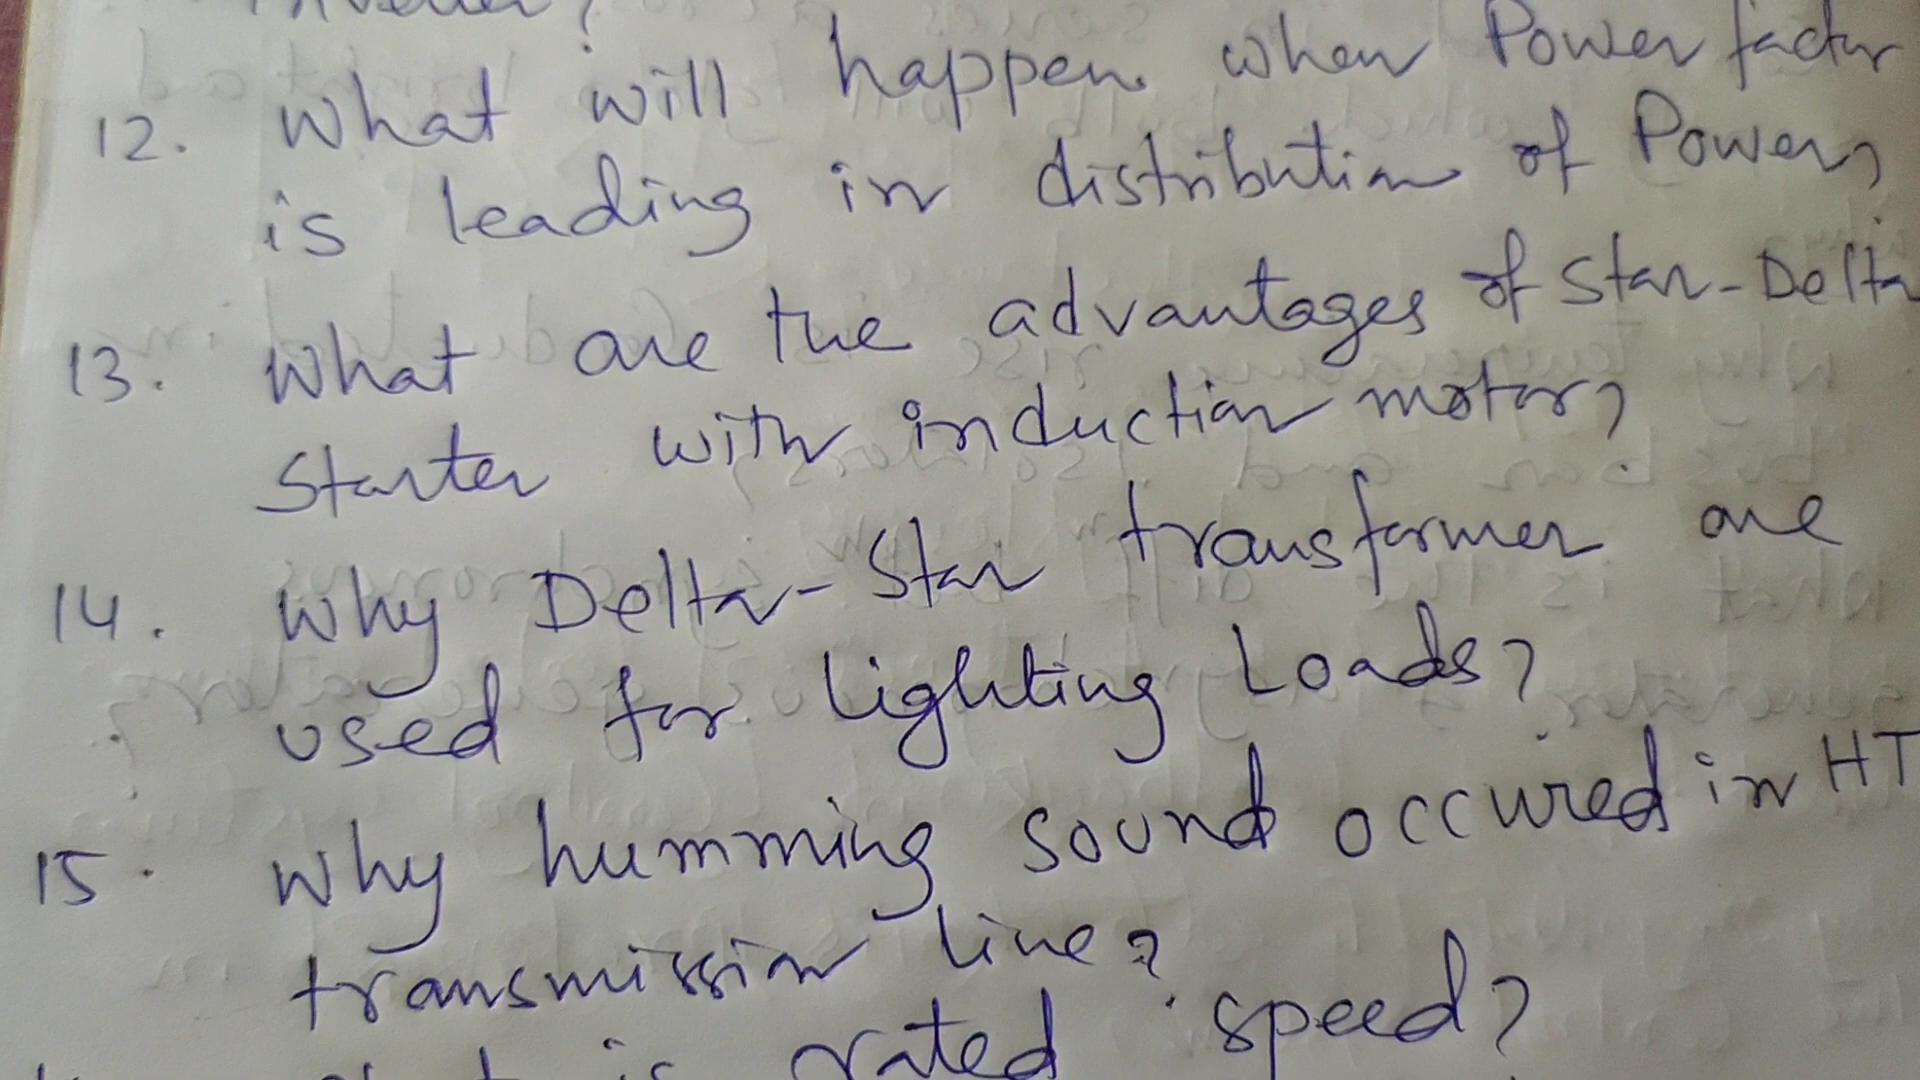 12. What will happen when Power factor
is leading in distribution of Power?
13. What are the advantages of Star-Delta
Starter with induction motor?
14. Why Delta-Star transformer are
used for lighting Loads?
15. Why humming sound occured in HT
transmission line?
is rated speed?